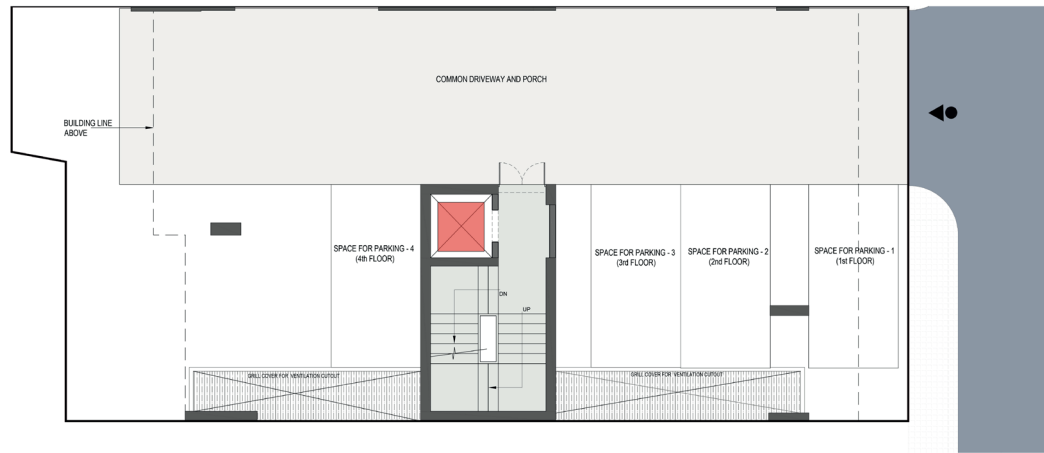 COMMON DRIVEWAY AND PORCH
BUILDING LINE
ABOVE
SPACE FOR PARKING - 4
(4th FLOOR)
SPACE FOR PARKING - 3
(3rd FLOOR)
SPACE FOR PARKING - 2
(2nd FLOOR)
SPACE FOR PARKING - 1
(1st FLOOR)
DN
UP
GRILL COVER FOR VENTILATION CUTOUT
GRILL COVER FOR VENTILATION CUTOUT